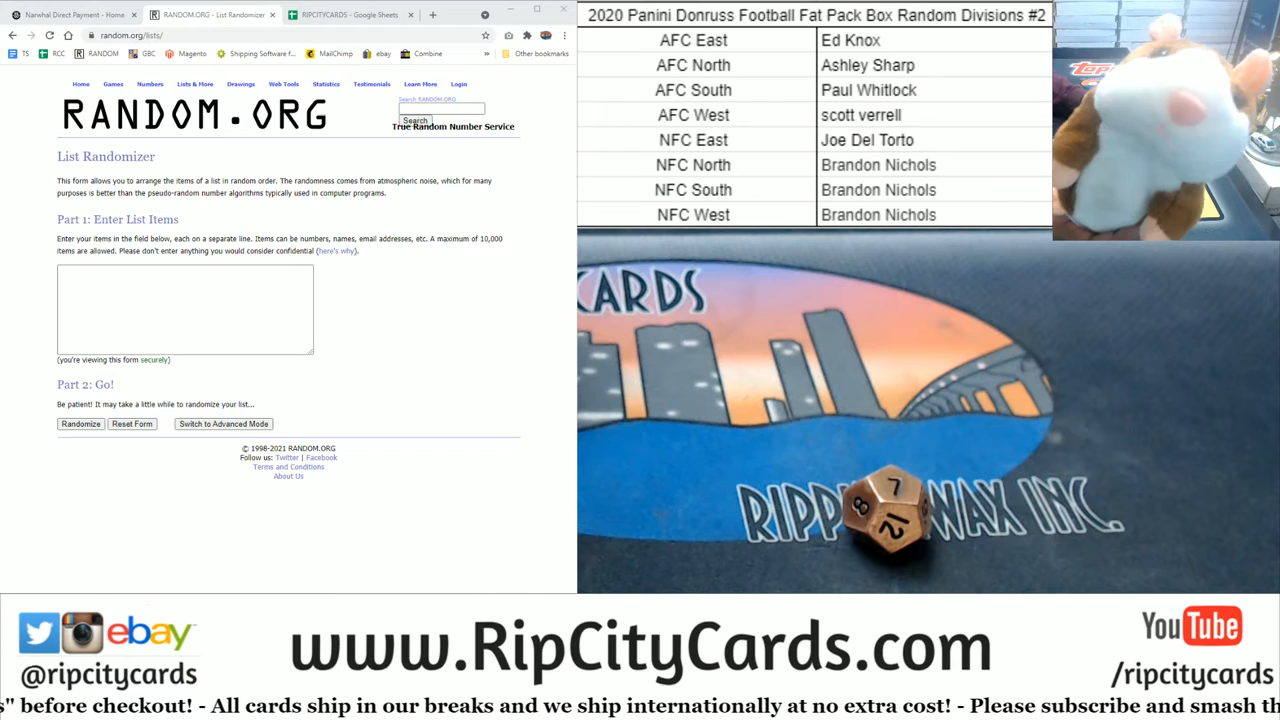 Narwhal Direct Payment - Home
RANDOM.ORG - List Randomizer
RIPCITYCARDS - Google Sheets
random.org/lists/
TS RCC RANDOM GBC Magento Shipping Software f... MailChimp ebay Combine » Other bookmarks
Home Games Numbers Lists & More Drawings Web Tools Statistics Testimonials Learn More Login
RANDOM.ORG
Search RANDOM.ORG
Search
True Random Number Service
List Randomizer
This form allows you to arrange the items of a list in random order. The randomness comes from atmospheric noise, which for many
purposes is better than the pseudo-random number algorithms typically used in computer programs.
Part 1: Enter List Items
Enter your items in the field below, each on a separate line. Items can be numbers, names, email addresses, etc. A maximum of 10,000
items are allowed. Please don't enter anything you would consider confidential (here's why).
(you're viewing this form securely)
Part 2: Go!
Be patient! It may take a little while to randomize your list...
Randomize Reset Form Switch to Advanced Mode
© 1998-2021 RANDOM.ORG
Follow us: Twitter | Facebook
Terms and Conditions
About Us
2020 Panini Donruss Football Fat Pack Box Random Divisions #2
AFC East Ed Knox
AFC North Ashley Sharp
AFC South Paul Whitlock
AFC West scott verrell
NFC East Joe Del Torto
NFC North Brandon Nichols
NFC South Brandon Nichols
NFC West Brandon Nichols
CARDS
7
8
12
WAX INC.
ebay
@ripcitycards
www.RipCityCards.com
YouTube
/ripcitycards
s" before checkout! - All cards ship in our breaks and we ship internationally at no extra cost! - Please subscribe and smash th